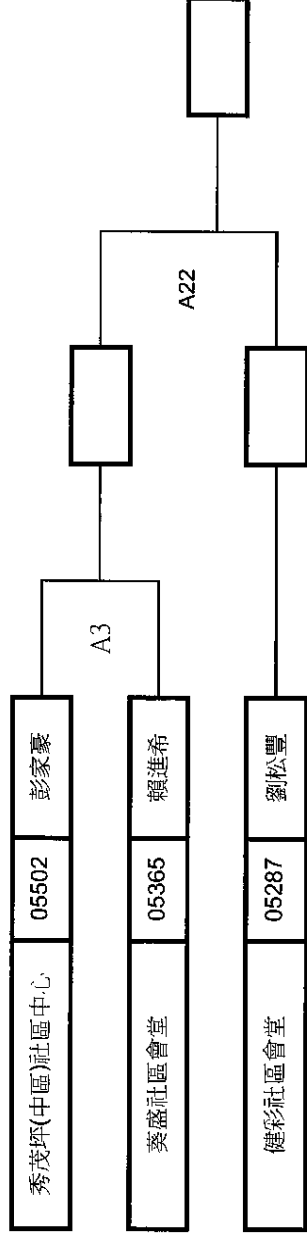 秀茂坪(中區)社區中心 05502 彭家豪
A3
葵盛社區會堂 05365 賴進希
A22
健彩社區會堂 05287 劉松豐